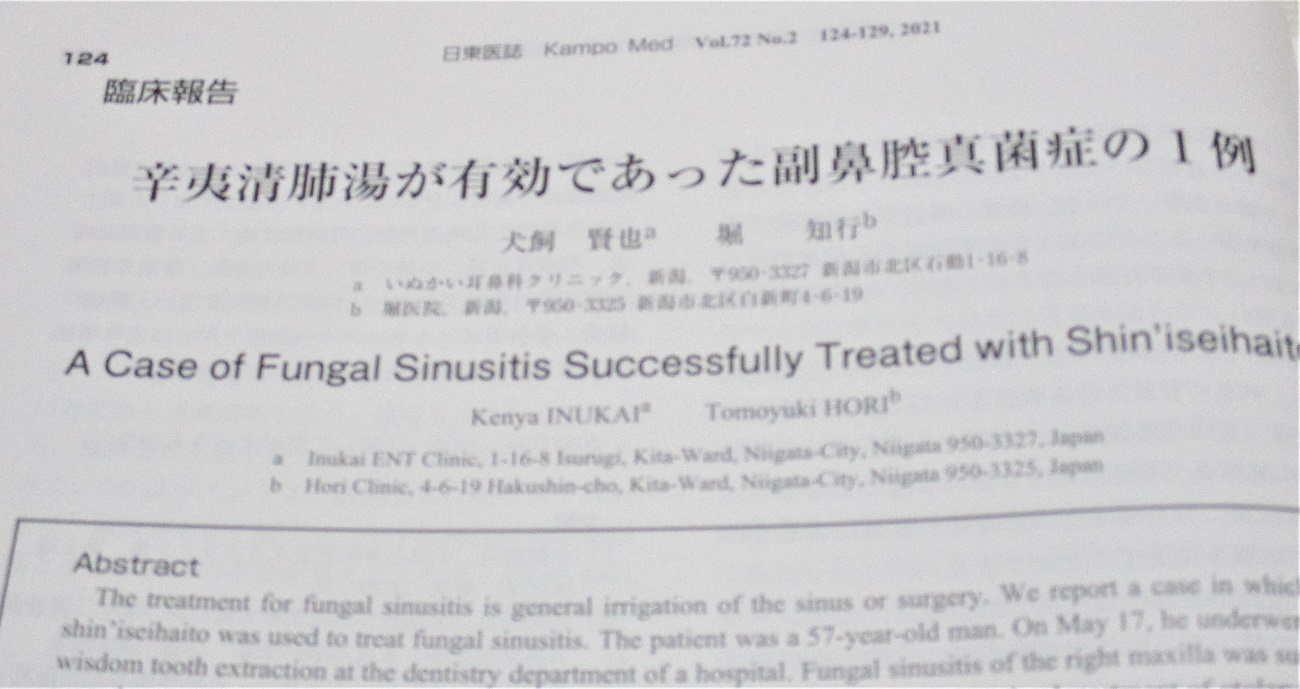 124
日東医誌 Kampo Med Vol.72 No.2 124-129, 2021
臨床報告
辛夷清肺湯が有効であった副鼻腔真菌症の1例
犬飼 賢也a 堀 知行b
a いぬかい耳鼻科クリニック，新潟，〒950-3327 新潟市北区石動1-16-8
b 堀医院，新潟，〒950-3325 新潟市北区白新町4-6-19
A Case of Fungal Sinusitis Successfully Treated with Shin'iseihait
Kenya INUKAIa Tomoyuki HORIb
a Inukai ENT Clinic, 1-16-8 Isurugi, Kita-Ward, Niigata-City, Niigata 950-3327, Japan
b Hori Clinic, 4-6-19 Hakushin-cho, Kita-Ward, Niigata-City, Niigata 950-3325, Japan
Abstract
The treatment for fungal sinusitis is general irrigation of the sinus or surgery. We report a case in whic
shin'iseihaito was used to treat fungal sinusitis. The patient was a 57-year-old man. On May 17, he underwe
wisdom tooth extraction at the dentistry department of a hospital. Fungal sinusitis of the right maxilla was su